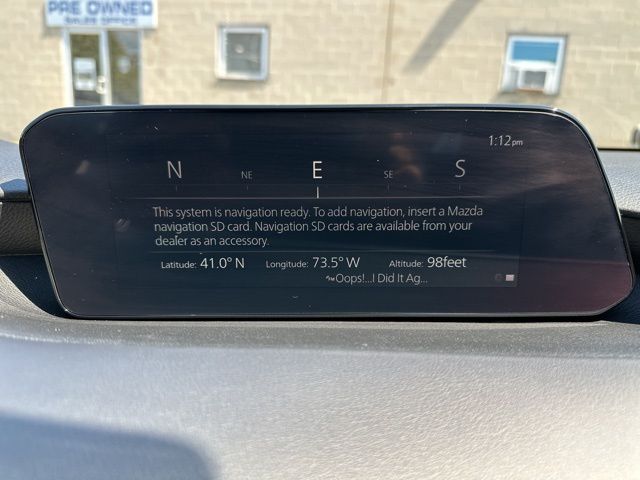 PRE OWNED
SALES OFFICE
1:12pm
N NE E SE S
This system is navigation ready. To add navigation, insert a Mazda
navigation SD card. Navigation SD cards are available from your
dealer as an accessory.
Latitude: 41.0° N Longitude: 73.5° W Altitude: 98feet
Oops!...I Did It Ag...